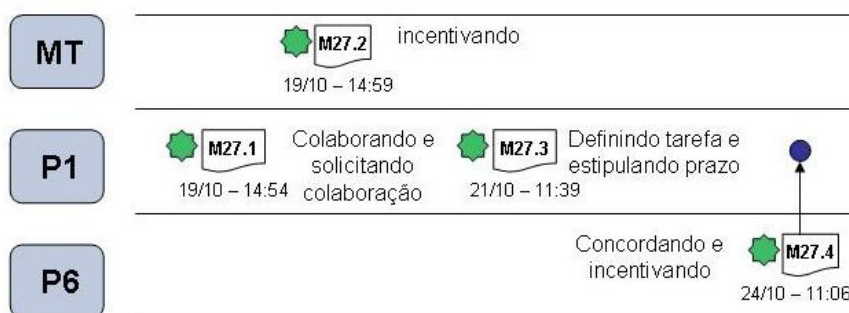 MT
M27.2
incentivando
19/10 – 14:59
P1
M27.1
Colaborando e
solicitando
colaboração
19/10 – 14:54
M27.3
Definindo tarefa e
estipulando prazo
21/10 – 11:39
P6
Concordando e
incentivando
M27.4
24/10 – 11:06